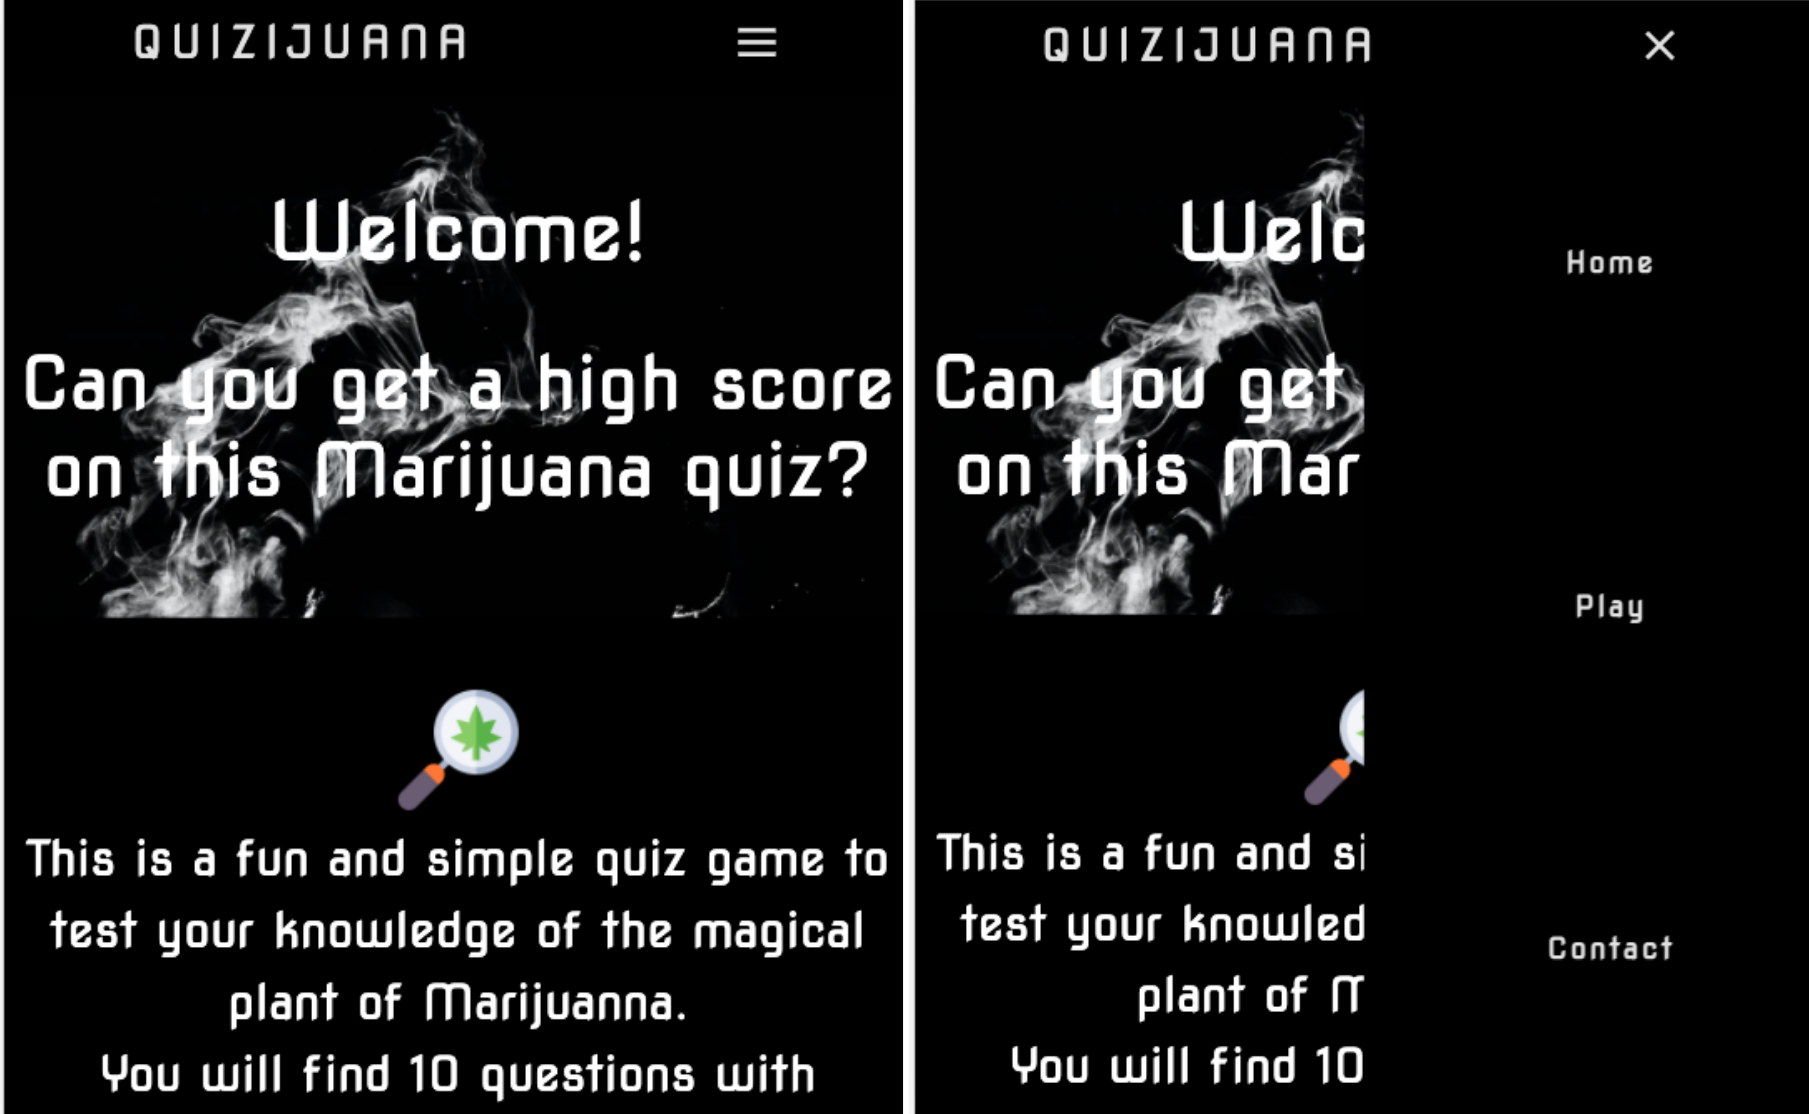 QUIZIJUANA
Welcome!
Can you get a high score
on this Marijuana quiz?
This is a fun and simple quiz game to
test your knowledge of the magical
plant of Marijuanna.
You will find 10 questions with
QUIZIJUANA
Welc
Can you get
on this Mar
This is a fun and si
test your knowled
plant of M
You will find 10
Home
Play
Contact